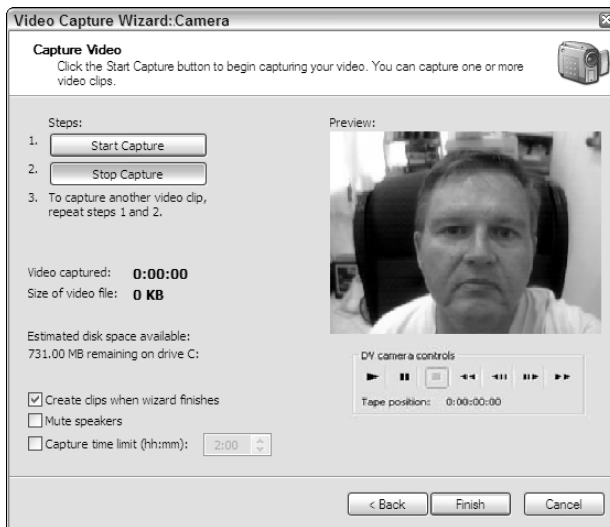 Video Capture Wizard:Camera
Capture Video
Click the Start Capture button to begin capturing your video. You can capture one or more
video clips.
Steps:
1. Start Capture
2. Stop Capture
3. To capture another video clip,
repeat steps 1 and 2.
Video captured: 0:00:00
Size of video file: 0 KB
Estimated disk space available:
731.00 MB remaining on drive C:
Create clips when wizard finishes
Mute speakers
Capture time limit (hh:mm): 2:00
Preview:
DV camera controls
Tape position: 0:00:00:00
< Back Finish Cancel